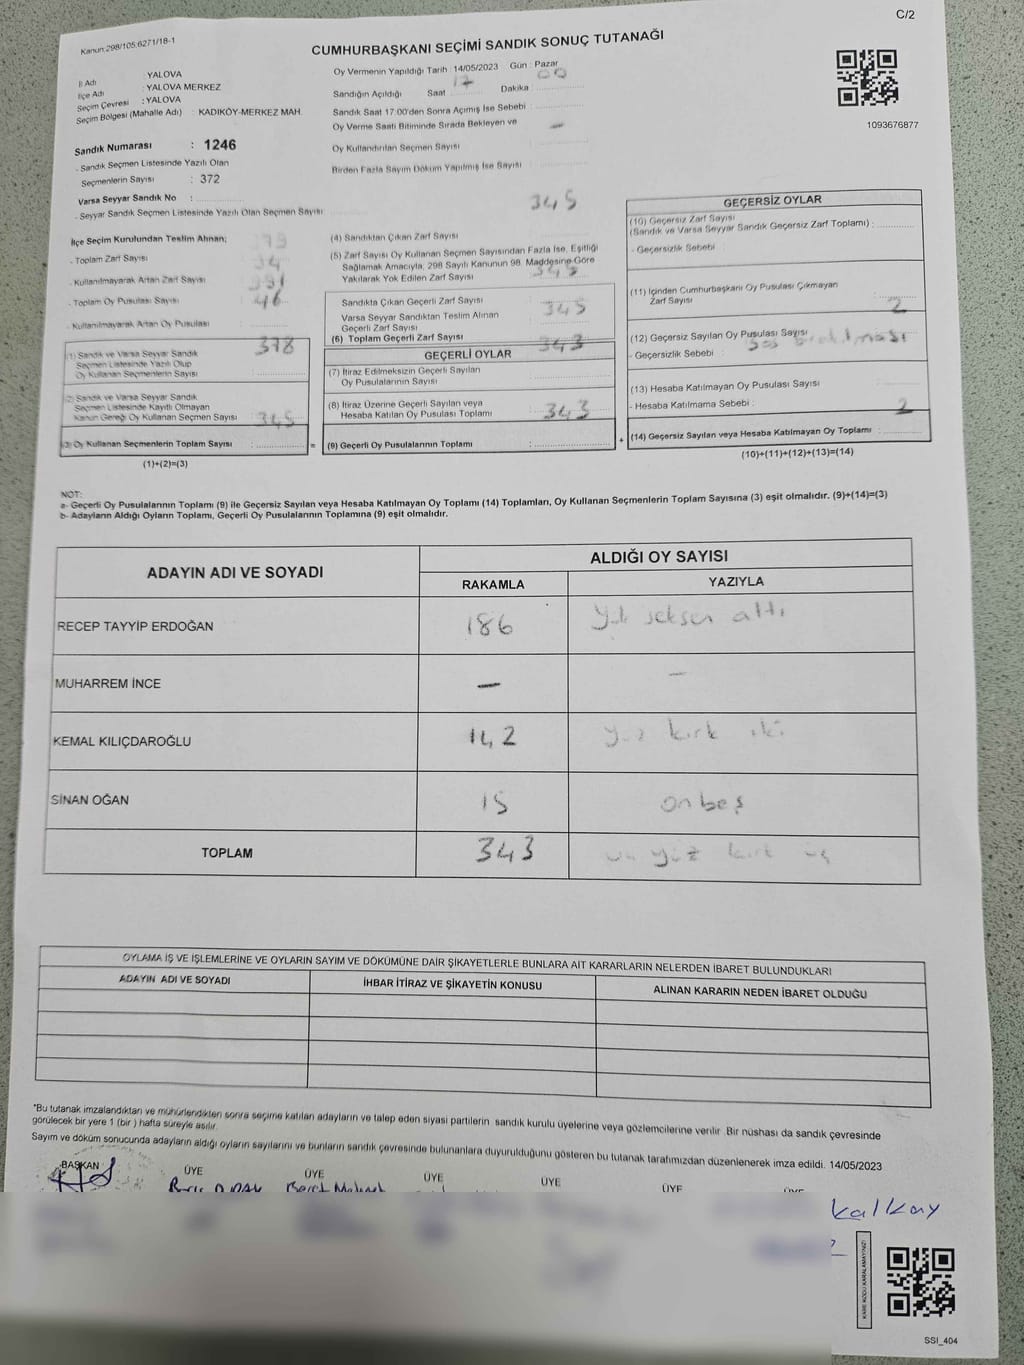 C/2
Kanun:298/105;6271/18-1
CUMHURBAŞKANI SEÇİMİ SANDIK SONUÇ TUTANAĞI
İl Adı : YALOVA
İlçe Adı : YALOVA MERKEZ
Seçim Çevresi : YALOVA
Seçim Bölgesi (Mahalle Adı) : KADIKÖY-MERKEZ MAH.
Oy Vermenin Yapıldığı Tarih : 14/05/2023 Gün : Pazar
Sandığın Açıldığı Saat 17 Dakika : 00
Sandık Saat 17:00'den Sonra Açımış İse Sebebi :
Oy Verme Saati Bitiminde Sırada Bekleyen ve
Oy Kullandırılan Seçmen Sayısı —
Birden Fazla Sayım Döküm Yapılmış İse Sayısı
1093676877
Sandık Numarası : 1246
- Sandık Seçmen Listesinde Yazılı Olan
Seçmenlerin Sayısı : 372
Varsa Seyyar Sandık No :
- Seyyar Sandık Seçmen Listesinde Yazılı Olan Seçmen Sayısı
İlçe Seçim Kurulundan Teslim Alınan;
- Toplam Zarf Sayısı
- Kullanılmayarak Artan Zarf Sayısı 34
- Toplam Oy Pusulası Sayısı
- Kullanılmayarak Artan Oy Pusulası 46
(1) Sandık ve Varsa Seyyar Sandık
Seçmen Listesinde Yazılı Olup
Oy Kullanan Seçmenlerin Sayısı
(2) Sandık ve Varsa Seyyar Sandık
Seçmen Listesinde Kayıtlı Olmayan
Kanun Gereği Oy Kullanan Seçmen Sayısı
(3) Oy Kullanan Seçmenlerin Toplam Sayısı : 345
(1)+(2)=(3)
345
(4) Sandıktan Çıkan Zarf Sayısı
(5) Zarf Sayısı Oy Kullanan Seçmen Sayısından Fazla İse, Eşitliği
Sağlamak Amacıyla, 298 Sayılı Kanunun 98. Maddesine Göre
Yakılarak Yok Edilen Zarf Sayısı
Sandıkta Çıkan Geçerli Zarf Sayısı 345
Varsa Seyyar Sandıktan Teslim Alınan
Geçerli Zarf Sayısı
(6) Toplam Geçerli Zarf Sayısı 345
GEÇERLİ OYLAR
(7) İtiraz Edilmeksizin Geçerli Sayılan
Oy Pusulalarının Sayısı 343
(8) İtiraz Üzerine Geçerli Sayılan veya
Hesaba Katılan Oy Pusulası Toplamı
= (9) Geçerli Oy Pusulalarının Toplamı 343
GEÇERSİZ OYLAR
(10) Geçersiz Zarf Sayısı
(Sandık ve Varsa Seyyar Sandık Geçersiz Zarf Toplamı) :
- Geçersizlik Sebebi :
(11) İçinden Cumhurbaşkanı Oy Pusulası Çıkmayan
Zarf Sayısı
(12) Geçersiz Sayılan Oy Pusulası Sayısı 2
- Geçersizlik Sebebi :
(13) Hesaba Katılmayan Oy Pusulası Sayısı
- Hesaba Katılmama Sebebi :
+ (14) Geçersiz Sayılan veya Hesaba Katılmayan Oy Toplamı : 2
(10)+(11)+(12)+(13)=(14)
NOT:
a- Geçerli Oy Pusulalarının Toplamı (9) ile Geçersiz Sayılan veya Hesaba Katılmayan Oy Toplamı (14) Toplamları, Oy Kullanan Seçmenlerin Toplam Sayısına (3) eşit olmalıdır. (9)+(14)=(3)
b- Adayların Aldığı Oyların Toplamı, Geçerli Oy Pusulalarının Toplamına (9) eşit olmalıdır.
ADAYIN ADI VE SOYADI
ALDIĞI OY SAYISI
RAKAMLA YAZIYLA
RECEP TAYYİP ERDOĞAN 186 seksen altı
MUHARREM İNCE — —
KEMAL KILIÇDAROĞLU 142 yüz kırk iki
SİNAN OĞAN 15 on beş
TOPLAM 343 yüz kırk üç
OYLAMA İŞ VE İŞLEMLERİNE VE OYLARIN SAYIM VE DÖKÜMÜNE DAİR ŞİKAYETLERLE BUNLARA AİT KARARLARIN NELERDEN İBARET BULUNDUKLARI
ADAYIN ADI VE SOYADI İHBAR İTİRAZ VE ŞİKAYETİN KONUSU ALINAN KARARIN NEDEN İBARET OLDUĞU
*Bu tutanak imzalandıktan ve mühürlendikten sonra seçime katılan adayların ve talep eden siyasi partilerin sandık kurulu üyelerine veya gözlemcilerine verilir. Bir nüshası da sandık çevresinde
görülecek bir yere 1 (bir ) hafta süreyle asılır.
Sayım ve döküm sonucunda adayların aldığı oyların sayılarını ve bunların sandık çevresinde bulunanlara duyurulduğunu gösteren bu tutanak tarafımızdan düzenlenerek imza edildi. 14/05/2023
BAŞKAN ÜYE ÜYE ÜYE ÜYE ÜYE ÜYE
kalkay
KARE KODU KARALAMAYINIZ!
SSI_404